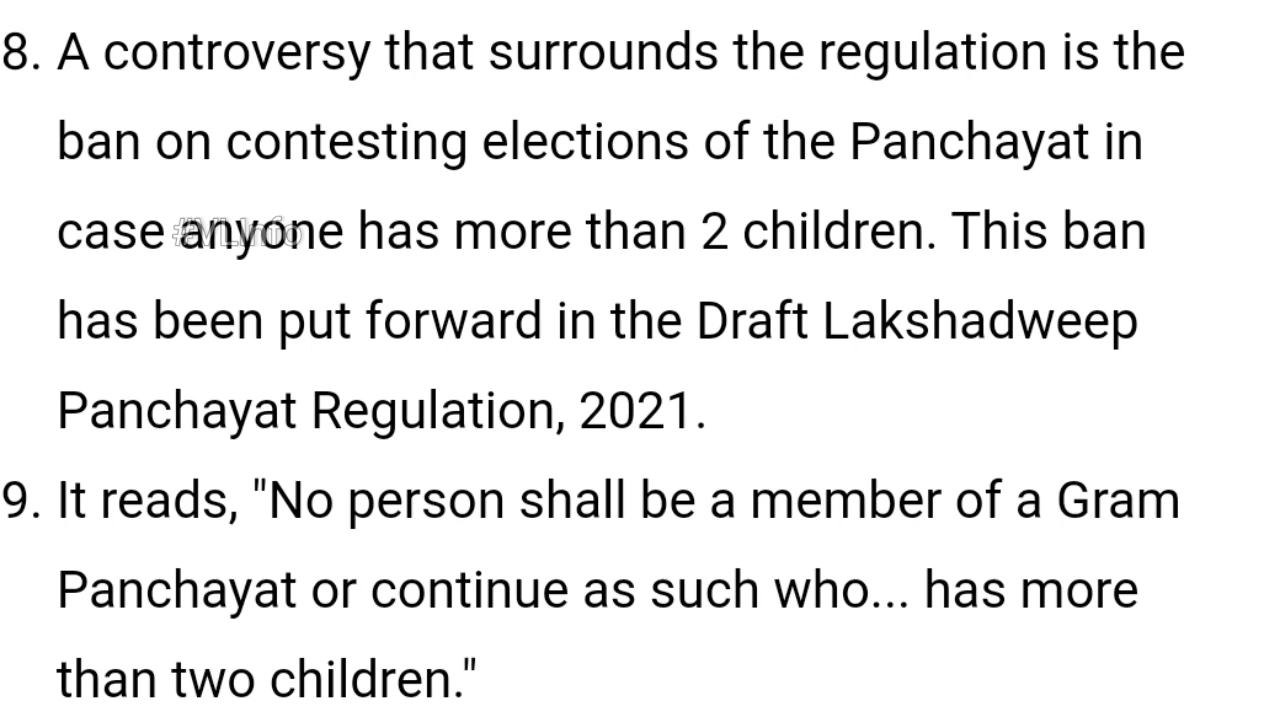 8. A controversy that surrounds the regulation is the
ban on contesting elections of the Panchayat in
case anyone has more than 2 children. This ban
#VLInfo
has been put forward in the Draft Lakshadweep
Panchayat Regulation, 2021.
9. It reads, "No person shall be a member of a Gram
Panchayat or continue as such who... has more
than two children."